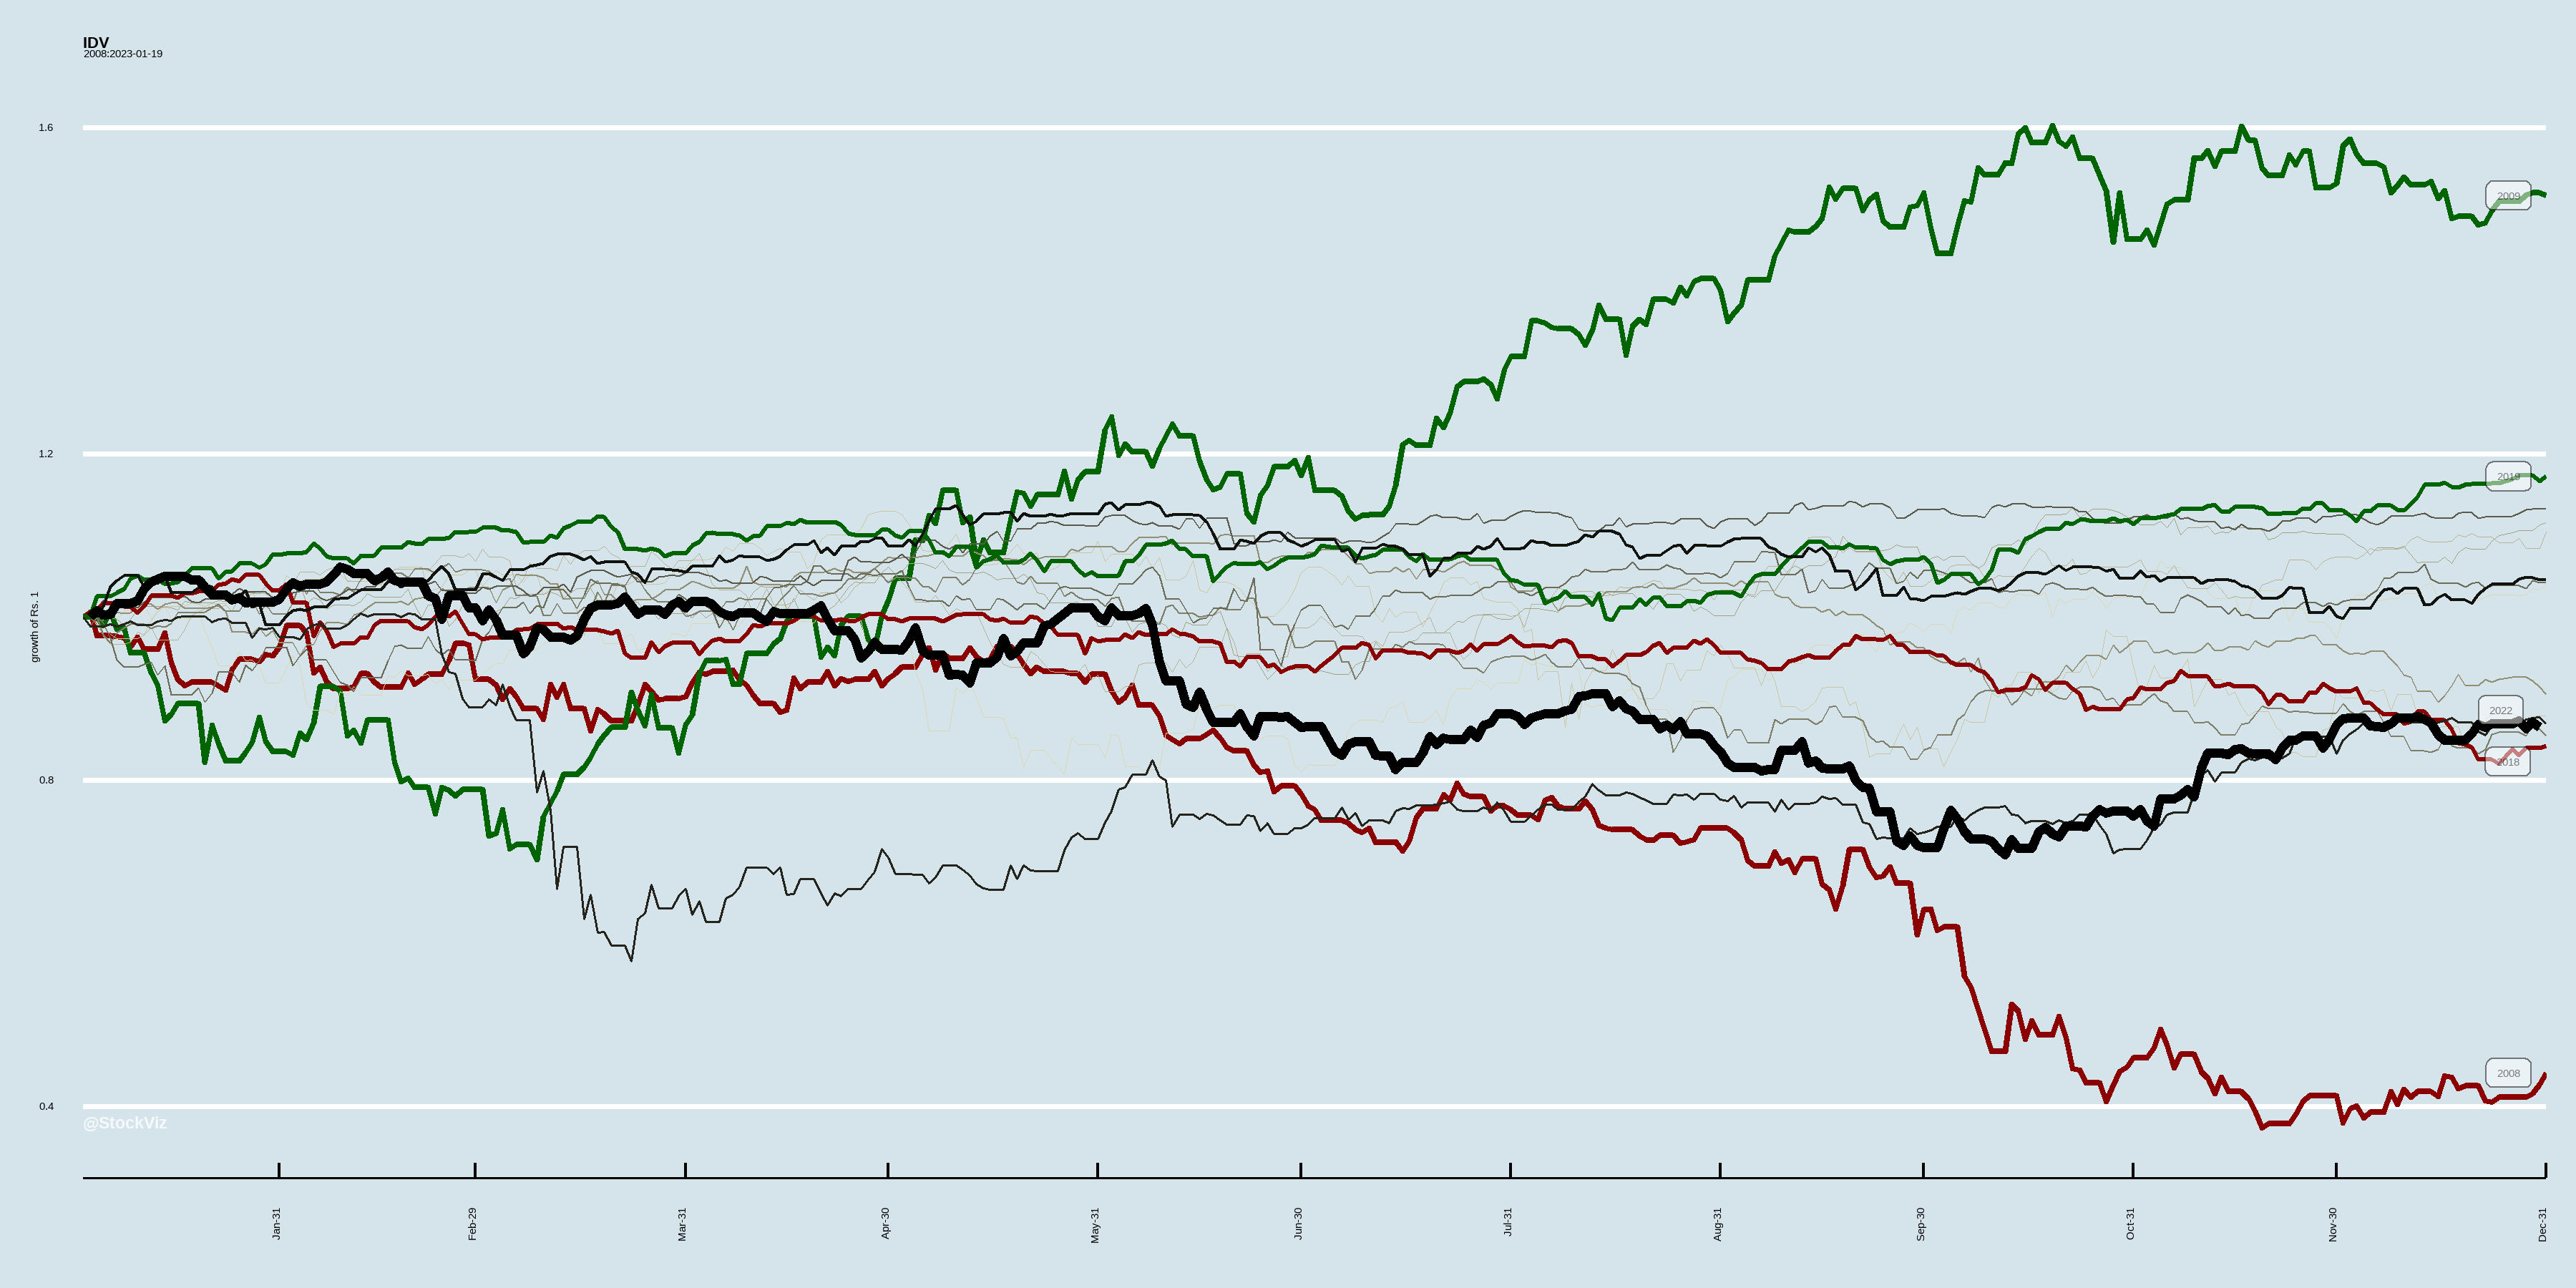 IDV
2008:2023-01-19
growth of Rs. 1
1.6
1.2
0.8
0.4
2009
2019
2022
2018
2008
@StockViz
Jan-31
Feb-29
Mar-31
Apr-30
May-31
Jun-30
Jul-31
Aug-31
Sep-30
Oct-31
Nov-30
Dec-31